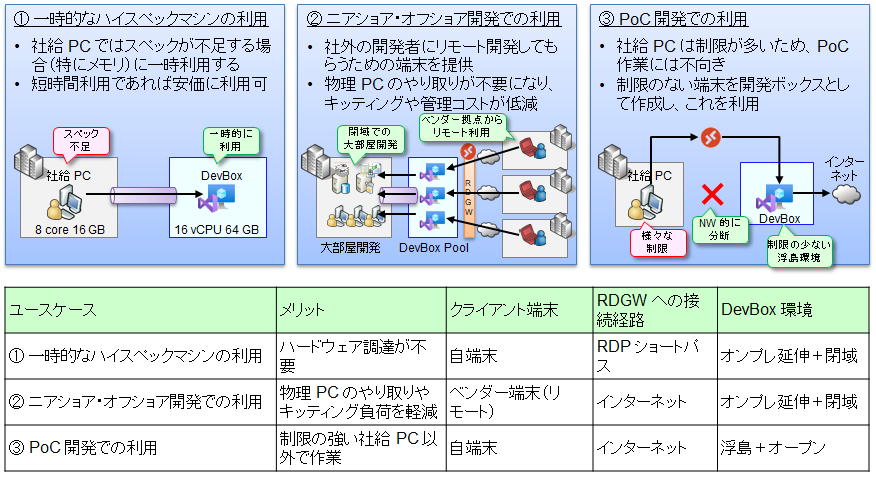 ① 一時的なハイスペックマシンの利用
• 社給 PC ではスペックが不足する場
合(特にメモリ)に一時利用する
• 短時間利用であれば安価に利用可
スペック
不足
一時的に
利用
社給 PC
DevBox
8 core 16 GB
16 vCPU 64 GB
② ニアショア・オフショア開発での利用
• 社外の開発者にリモート開発しても
らうための端末を提供
• 物理 PC のやり取りが不要になり、
キッティングや管理コストが低減
ベンダー拠点から
リモート利用
閉域での
大部屋開発
RDGW
大部屋開発
DevBox Pool
③ PoC 開発での利用
• 社給 PC は制限が多いため、PoC
作業には不向き
• 制限のない端末を開発ボックスとし
て作成し、これを利用
社給 PC
インター
ネット
DevBox
NW 的に
分断
様々な
制限
制限の少ない
浮島環境
ユースケース
メリット
クライアント端末
RDGW への接
続経路
DevBox 環境
① 一時的なハイスペックマシンの利用
ハードウェア調達が不
要
自端末
RDP ショートパ
ス
オンプレ延伸+閉域
② ニアショア・オフショア開発での利用
物理 PC のやり取りや
キッティング負荷を軽減
ベンダー端末(リ
モート)
インターネット
オンプレ延伸+閉域
③ PoC 開発での利用
制限の強い社給 PC 以
外で作業
自端末
インターネット
浮島+オープン